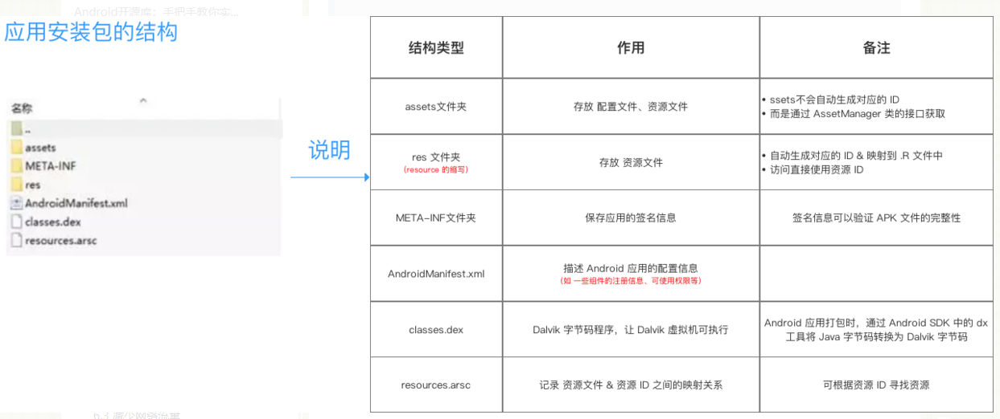 Android开源库：手把手教你实...
应用安装包的结构
名称
..
assets
META-INF
res
AndroidManifest.xml
classes.dex
resources.arsc
说明
结构类型 作用 备注
assets文件夹 存放 配置文件、资源文件
• ssets不会自动生成对应的 ID
• 而是通过 AssetManager 类的接口获取
res 文件夹
（resource 的缩写）
存放 资源文件
• 自动生成对应的 ID & 映射到 .R 文件中
• 访问直接使用资源 ID
META-INF文件夹 保存应用的签名信息 签名信息可以验证 APK 文件的完整性
AndroidManifest.xml
描述 Android 应用的配置信息
（如 一些组件的注册信息、可使用权限等）
classes.dex Dalvik 字节码程序，让 Dalvik 虚拟机可执行
Android 应用打包时，通过 Android SDK 中的 dx
工具将 Java 字节码转换为 Dalvik 字节码
resources.arsc 记录 资源文件 & 资源 ID 之间的映射关系 可根据资源 ID 寻找资源
6.3 减少网络流量